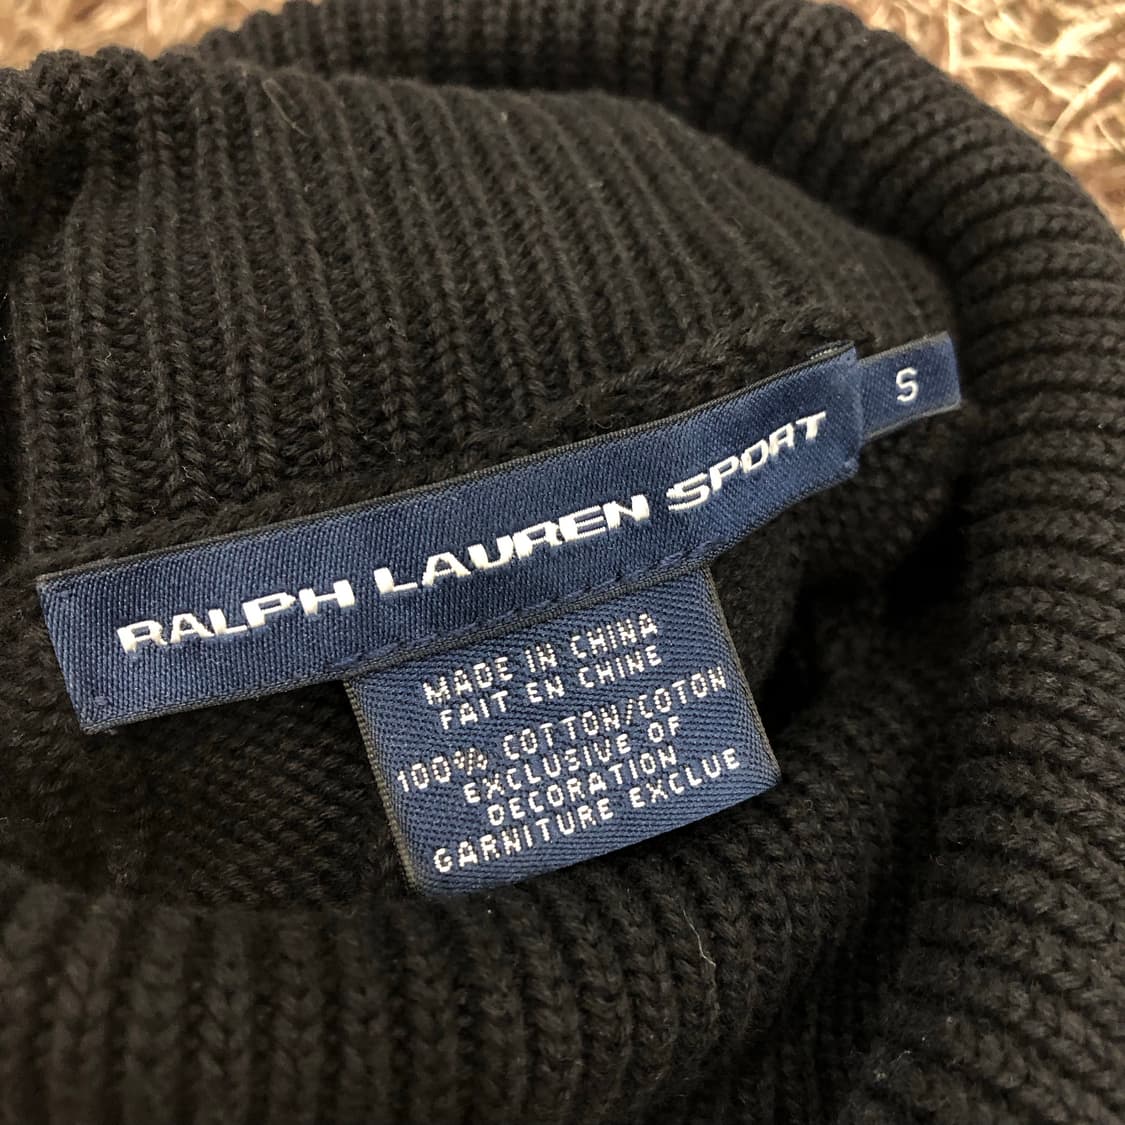 RALPH LAUREN SPORT
S
MADE IN CHINA
FAIT EN CHINE
100% COTTON/COTON
EXCLUSIVE OF
DECORATION
GARNITURE EXCLUE